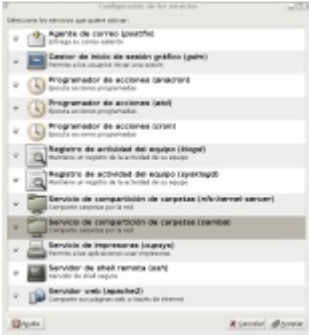 Configuración de los servicios
Seleccione los servicios que quiere activar:
Agente de correo (postfix)
Entrega su correo saliente
Gestor de inicio de sesión gráfico (gdm)
Permite a los usuarios iniciar una sesión
Programador de acciones (anacron)
Ejecuta acciones programadas
Programador de acciones (atd)
Ejecuta acciones programadas
Programador de acciones (cron)
Ejecuta acciones programadas
Registro de actividad del equipo (klogd)
Mantiene un registro de la actividad de su equipo
Registro de actividad del equipo (sysklogd)
Mantiene un registro de la actividad de su equipo
Servicio de compartición de carpetas (nfs-kernel-server)
Comparte carpetas por la red
Servicio de compartición de carpetas (samba)
Comparte carpetas por la red
Servicio de impresoras (cupsys)
Permite a las aplicaciones usar impresoras
Servidor de shell remota (ssh)
Servidor de shell segura
Servidor web (apache2)
Comparte sus páginas web a través de Internet
Ayuda
Cancelar
Aceptar